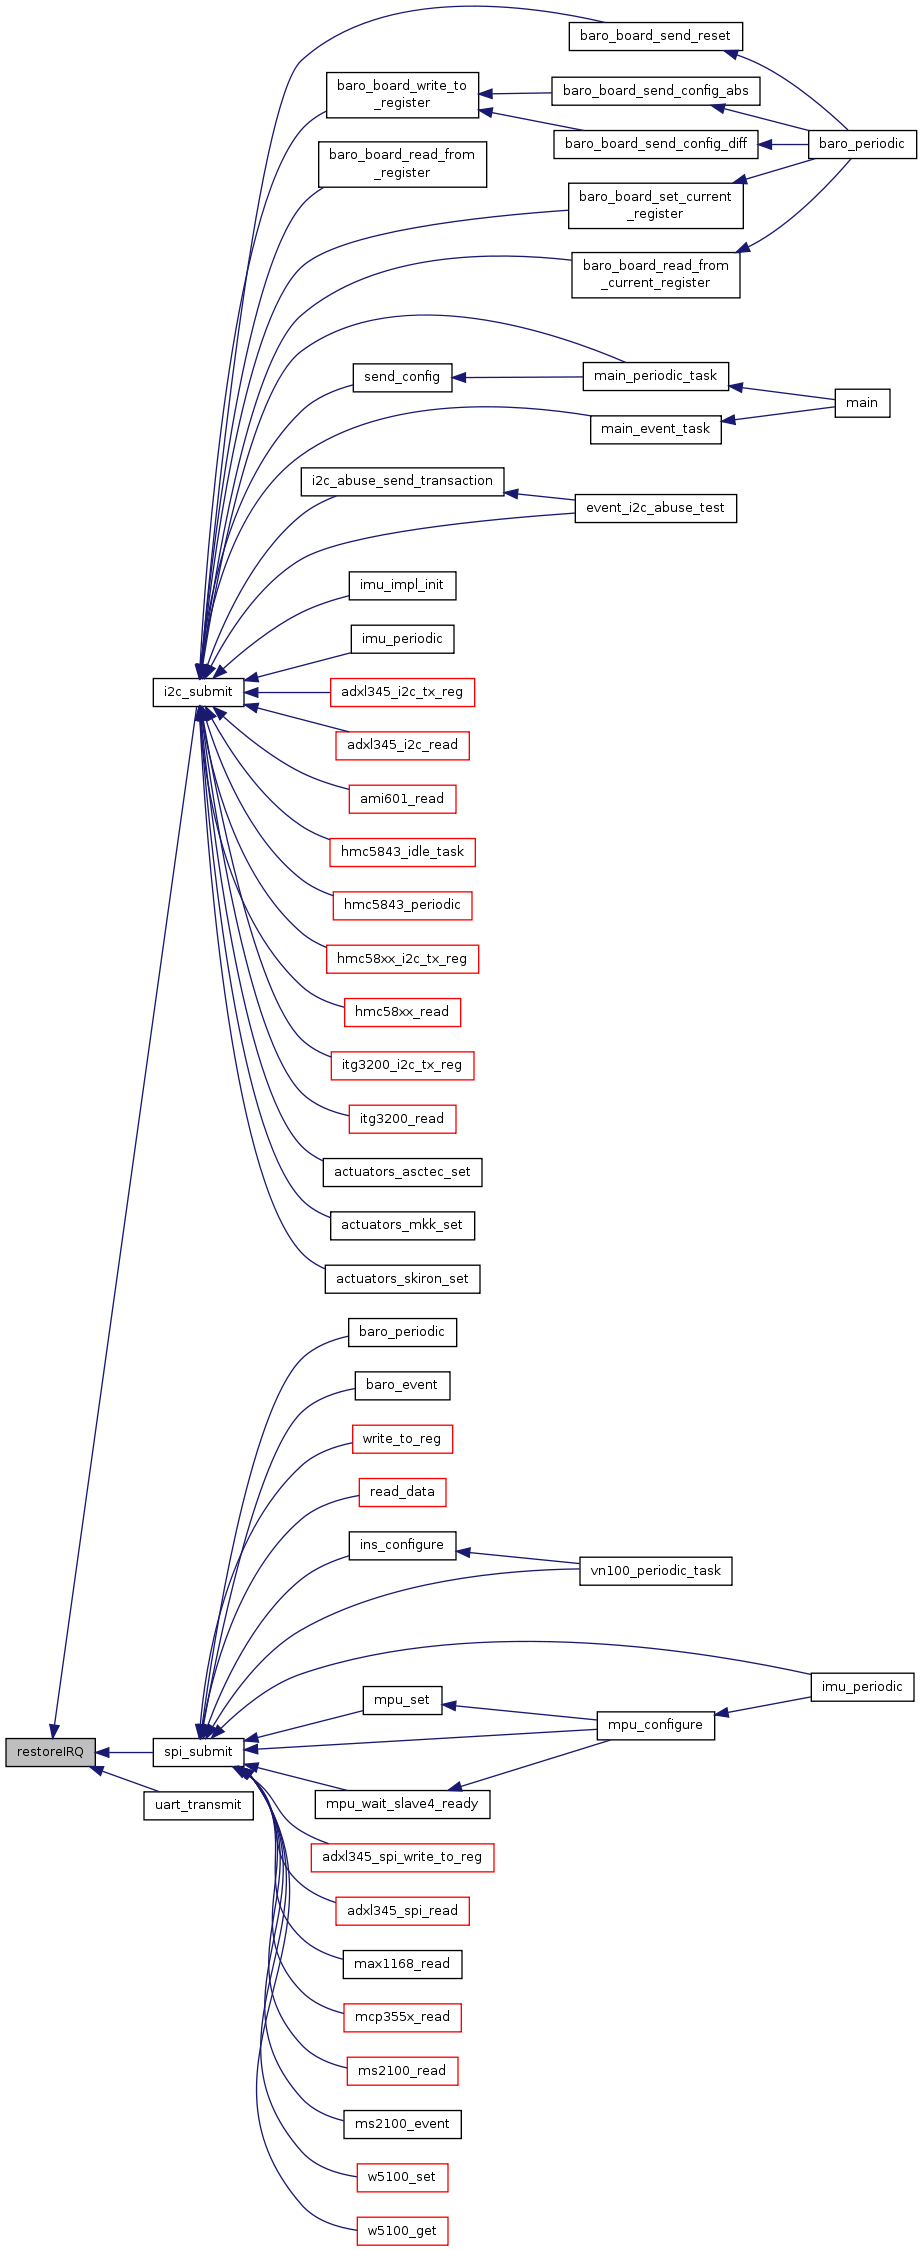 baro_board_send_reset
baro_board_write_to
_register
baro_board_send_config_abs
baro_board_send_config_diff
baro_periodic
baro_board_read_from
_register
baro_board_set_current
_register
baro_board_read_from
_current_register
send_config
main_periodic_task
main
main_event_task
i2c_abuse_send_transaction
event_i2c_abuse_test
imu_impl_init
imu_periodic
i2c_submit
adxl345_i2c_tx_reg
adxl345_i2c_read
ami601_read
hmc5843_idle_task
hmc5843_periodic
hmc58xx_i2c_tx_reg
hmc58xx_read
itg3200_i2c_tx_reg
itg3200_read
actuators_asctec_set
actuators_mkk_set
actuators_skiron_set
baro_periodic
baro_event
write_to_reg
read_data
ins_configure
vn100_periodic_task
imu_periodic
mpu_set
mpu_configure
restoreIRQ
spi_submit
uart_transmit
mpu_wait_slave4_ready
adxl345_spi_write_to_reg
adxl345_spi_read
max1168_read
mcp355x_read
ms2100_read
ms2100_event
w5100_set
w5100_get